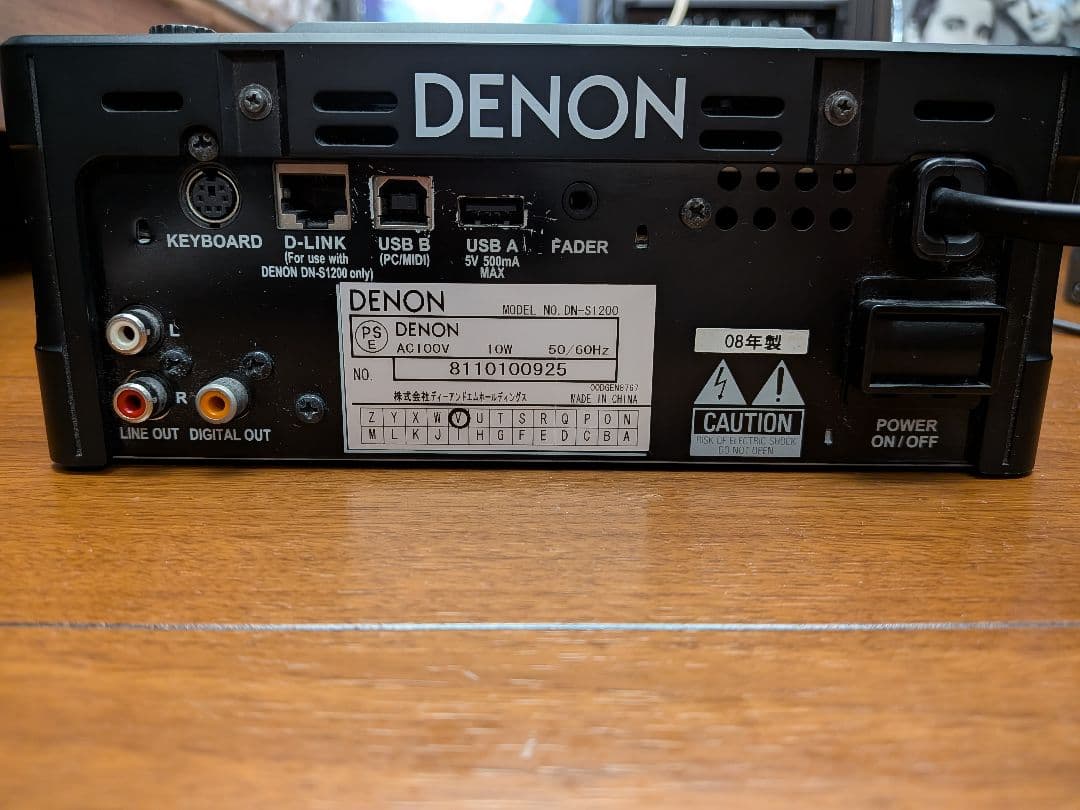 DENON
KEYBOARD
D-LINK
(For use with
DENON DN-S1200 only)
USB B
(PC/MIDI)
USB A
5V 500mA
MAX
FADER
L
R
LINE OUT
DIGITAL OUT
DENON
MODEL NO. DN-S1200
PS
E
DENON
AC100V 10W 50/60Hz
NO. 8110100925
00DGEN8767
株式会社ディーアンドエムホールディングス
MADE IN CHINA
Z Y X W V U T S R Q P O N
M L K J I H G F E D C B A
08年製
CAUTION
RISK OF ELECTRIC SHOCK
DO NOT OPEN
POWER
ON/OFF